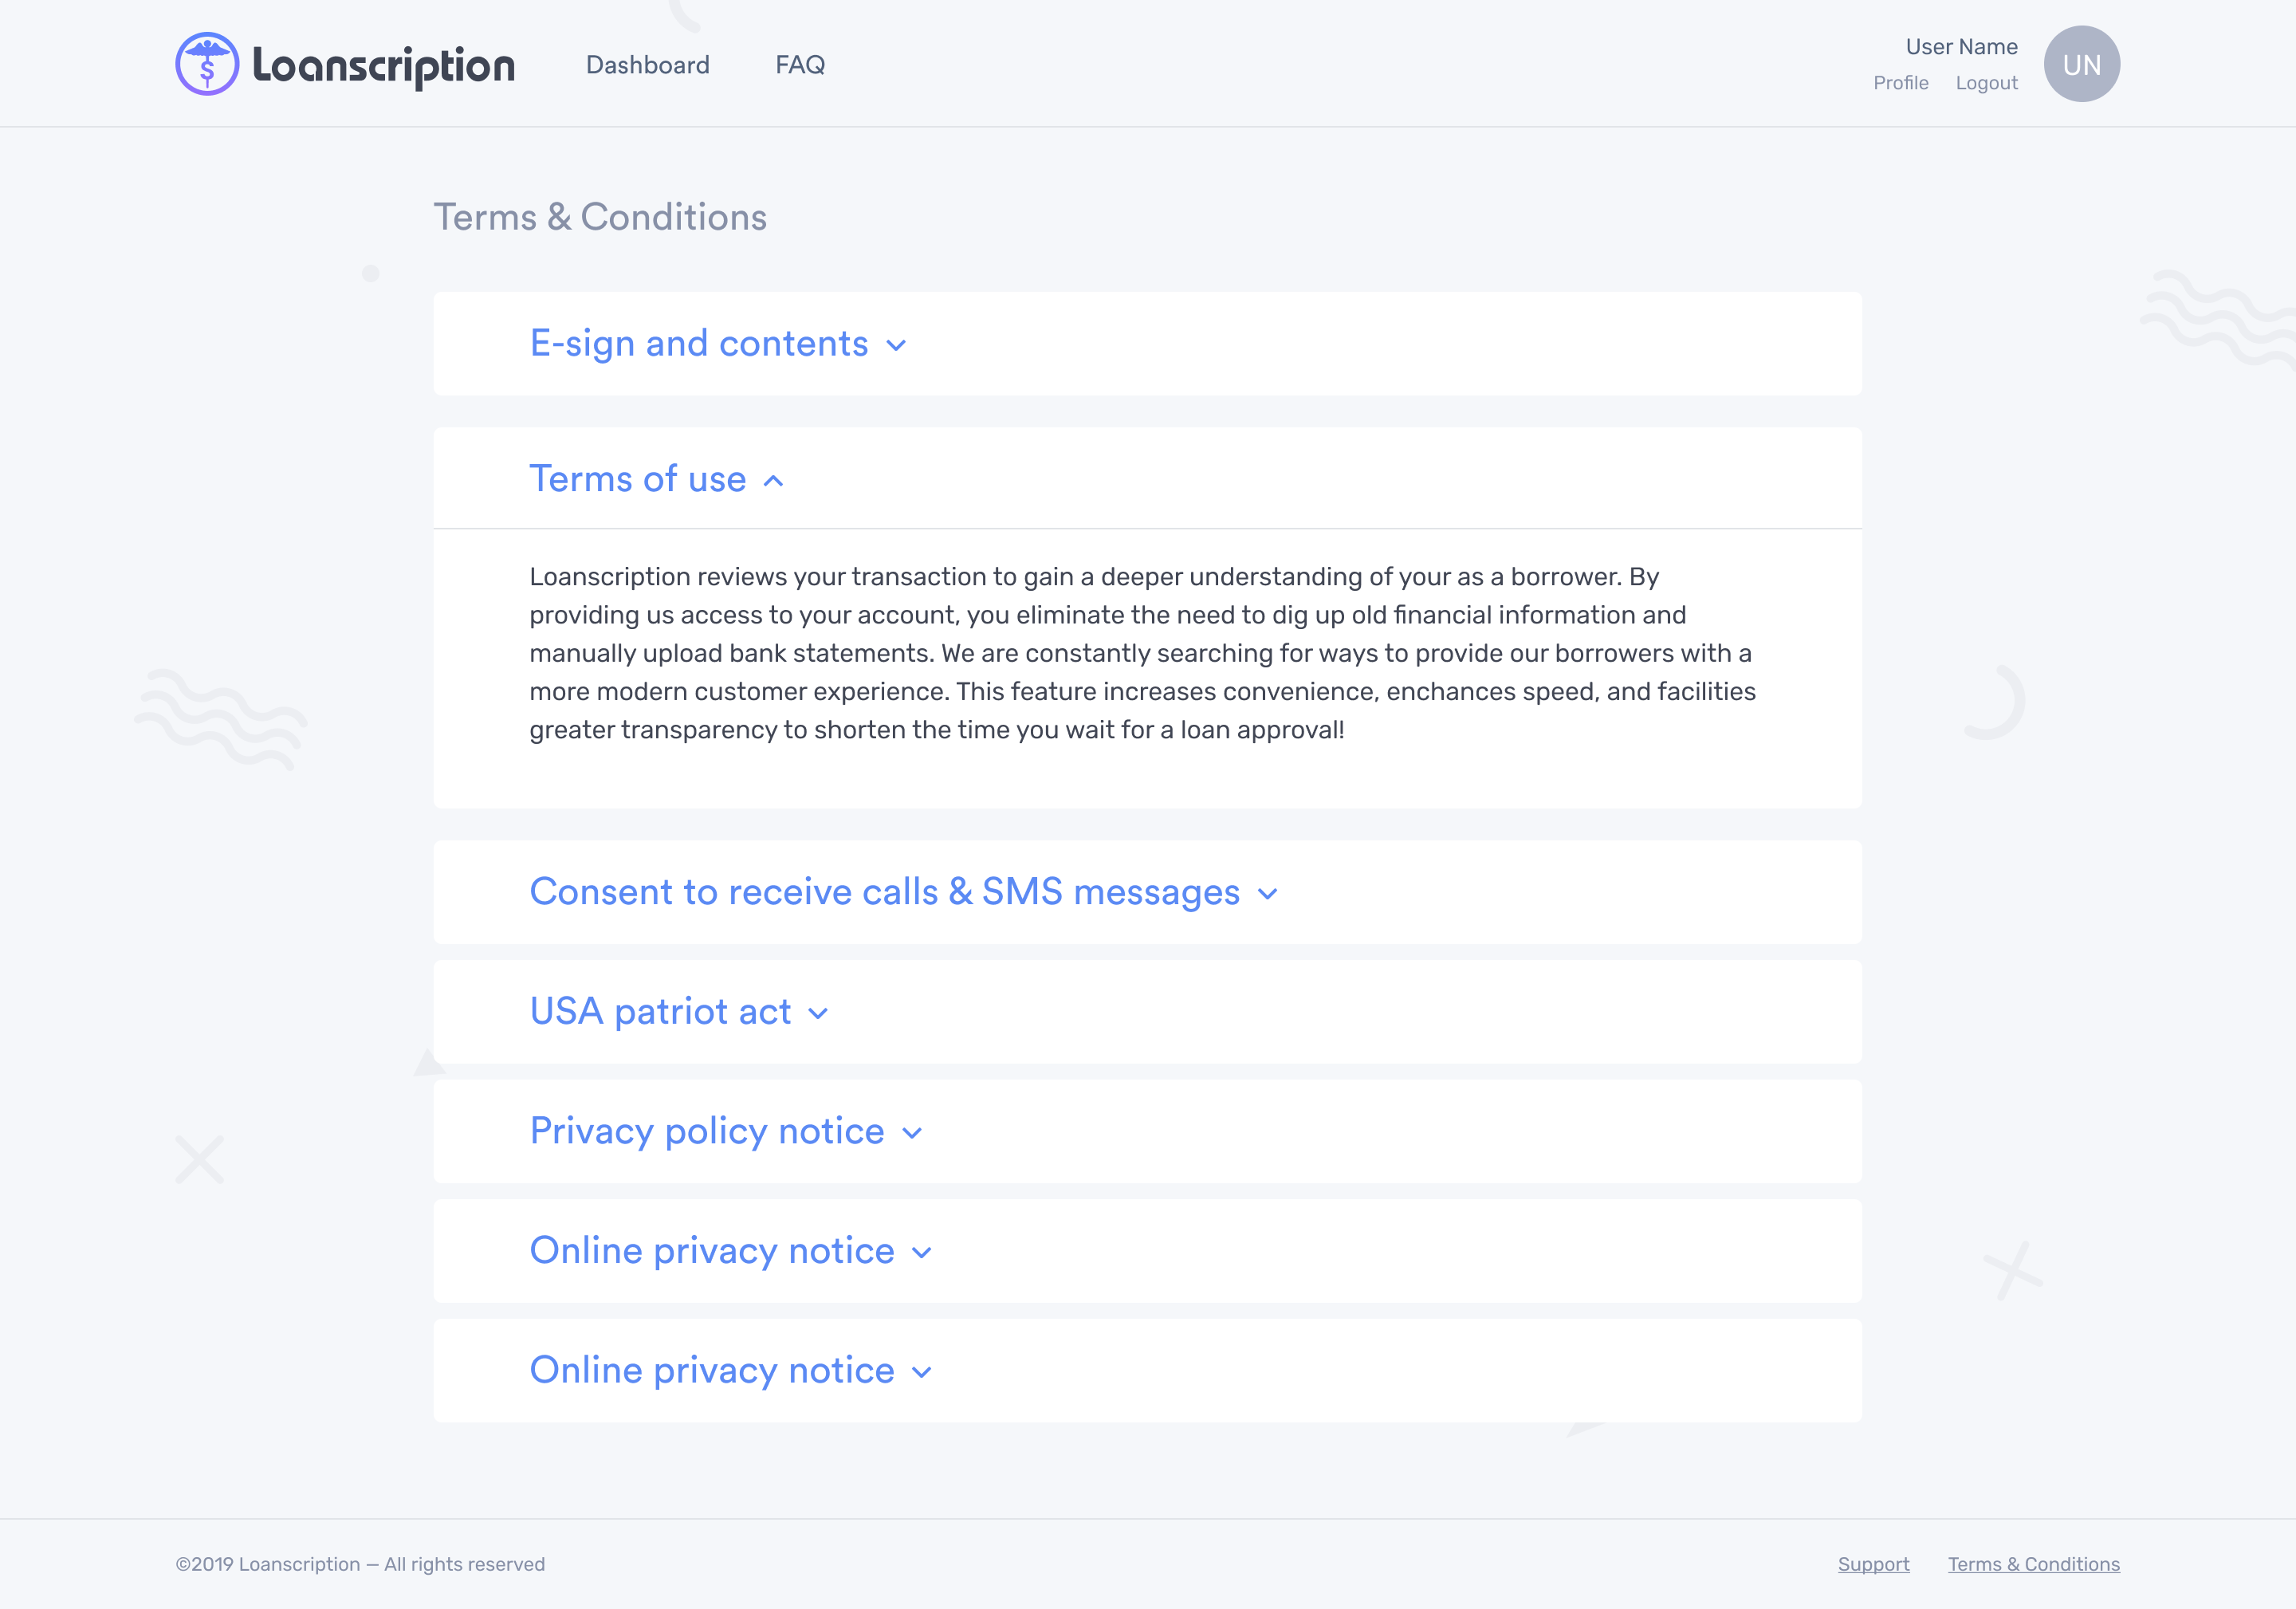 Loanscription
Dashboard
FAQ
User Name
Profile
Logout
UN
Terms & Conditions
E-sign and contents
Terms of use
Loanscription reviews your transaction to gain a deeper understanding of your as a borrower. By
providing us access to your account, you eliminate the need to dig up old financial information and
manually upload bank statements. We are constantly searching for ways to provide our borrowers with a
more modern customer experience. This feature increases convenience, enchances speed, and facilities
greater transparency to shorten the time you wait for a loan approval!
Consent to receive calls & SMS messages
USA patriot act
Privacy policy notice
Online privacy notice
Online privacy notice
©2019 Loanscription — All rights reserved
Support
Terms & Conditions